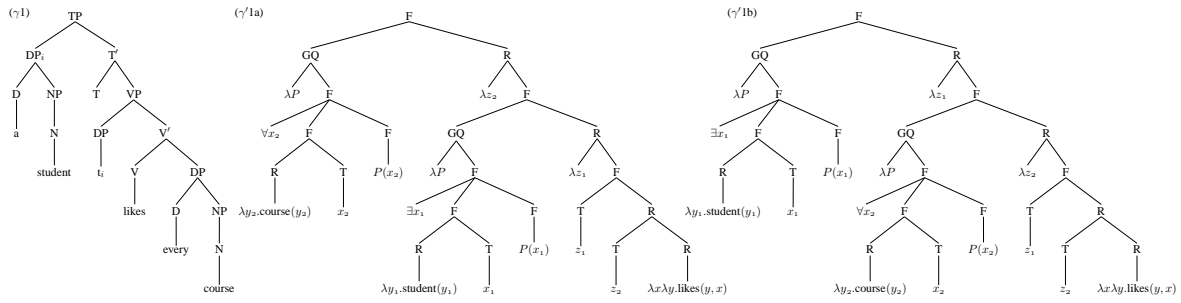 (γ1) TP (γ′1a) F (γ′1b) F
DPᵢ T′ GQ R GQ R
D NP T VP λP F λz₂ F λP F λz₁ F
a N DP V′ ∀x₂ F F GQ R ∃x₁ F F GQ R
student tᵢ V DP R T P(x₂) λP F λz₁ F R T P(x₁) λP F λz₂ F
likes D NP λy₂.course(y₂) x₂ ∃x₁ F F T R λy₁.student(y₁) x₁ ∀x₂ F F T R
every N R T P(x₁) z₁ T R R T P(x₂) z₁ T R
course λy₁.student(y₁) x₁ z₂ λxλy.likes(y, x) λy₂.course(y₂) x₂ z₂ λxλy.likes(y, x)